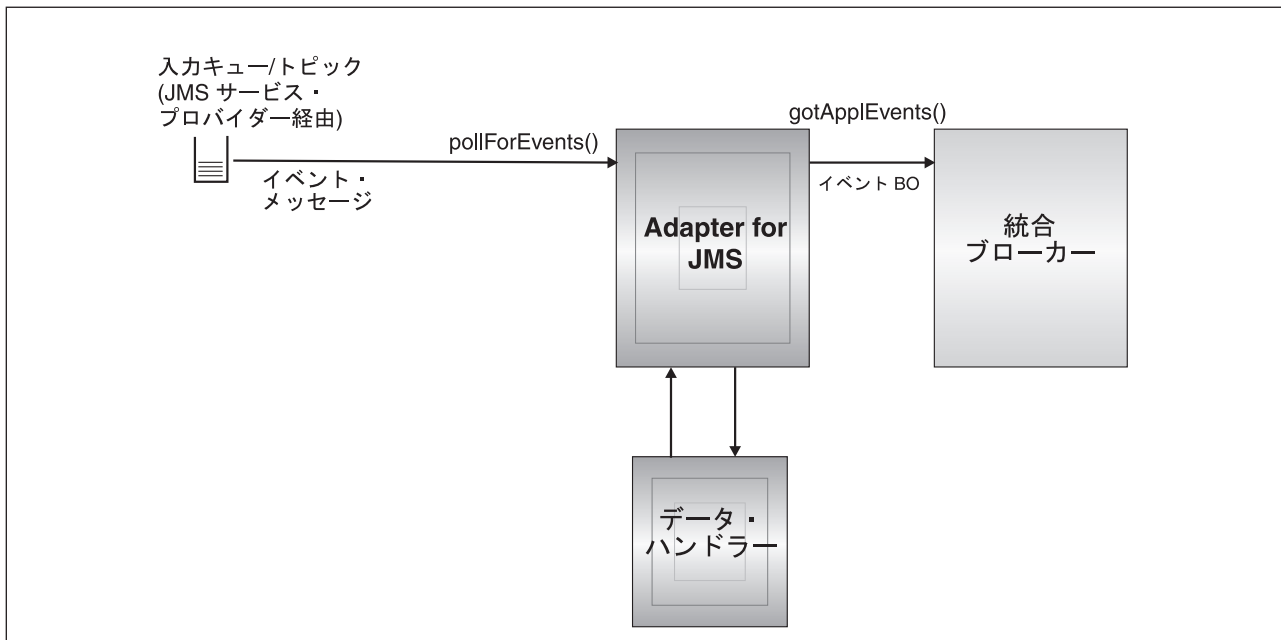 入力キュー/トピック
(JMS サービス・
プロバイダー経由)
イベント・
メッセージ
pollForEvents()
Adapter for
JMS
gotApplEvents()
イベント BO
統合
ブローカー
データ・
ハンドラー